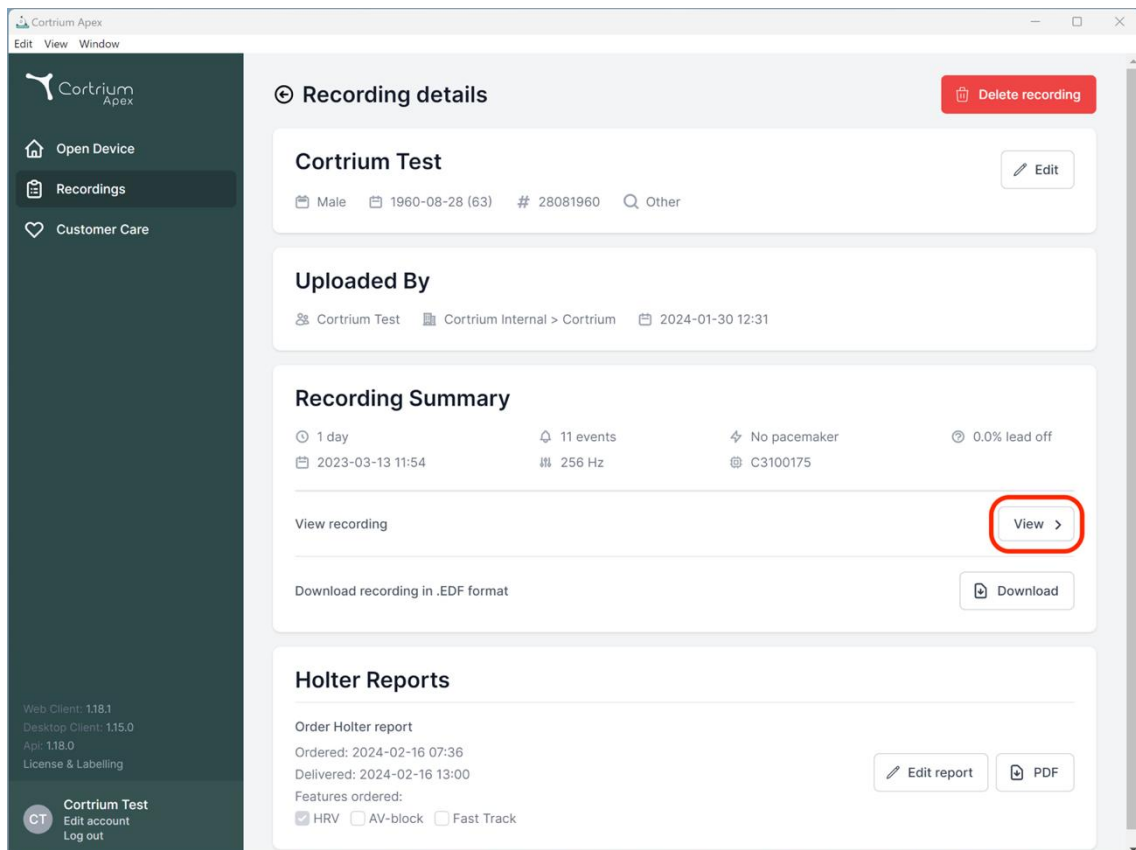 Cortrium Apex
Edit View Window
Cortrium
Apex
Open Device
Recordings
Customer Care
Web Client: 1.18.1
Desktop Client: 1.15.0
Api: 1.18.0
License & Labelling
CT
Cortrium Test
Edit account
Log out
Recording details
Delete recording
Cortrium Test
Edit
Male 1960-08-28 (63) # 28081960 Other
Uploaded By
Cortrium Test Cortrium Internal > Cortrium 2024-01-30 12:31
Recording Summary
1 day 11 events No pacemaker 0.0% lead off
2023-03-13 11:54 256 Hz C3100175
View recording View >
Download recording in .EDF format Download
Holter Reports
Order Holter report
Ordered: 2024-02-16 07:36
Delivered: 2024-02-16 13:00
Edit report PDF
Features ordered:
HRV AV-block Fast Track